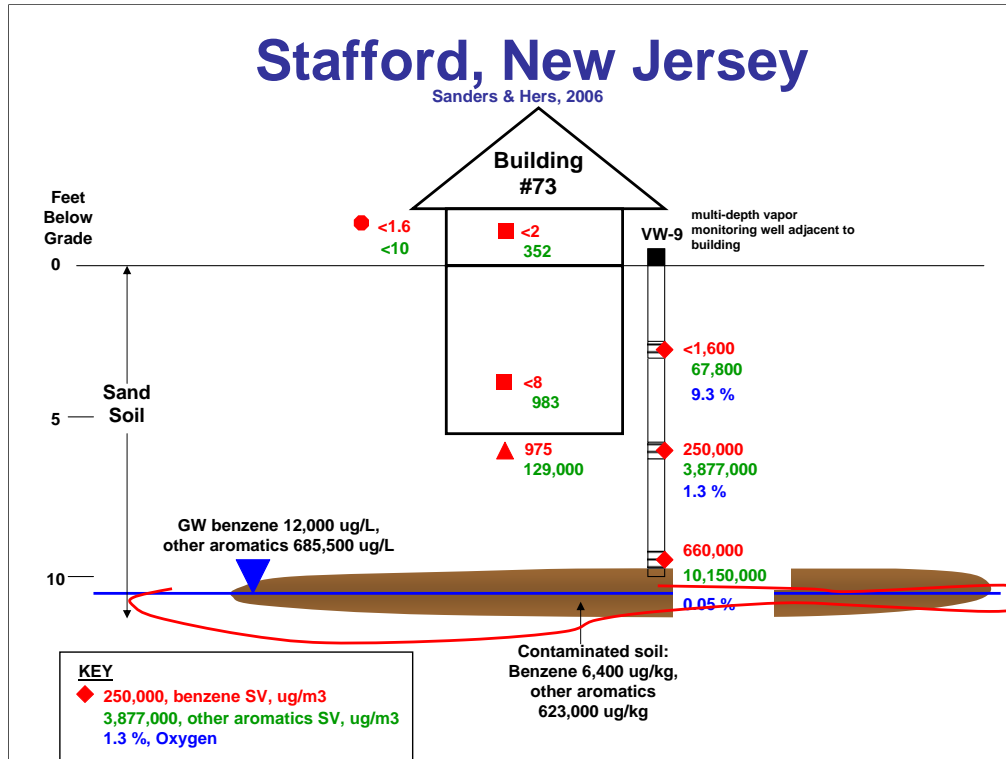 Stafford, New Jersey
Sanders & Hers, 2006
Building
#73
Feet
Below
Grade
0
<1.6
<10
<2
352
VW-9
multi-depth vapor
monitoring well adjacent to
building
<1,600
67,800
9.3 %
Sand
Soil
<8
983
5
975
129,000
250,000
3,877,000
1.3 %
GW benzene 12,000 ug/L,
other aromatics 685,500 ug/L
660,000
10,150,000
0.05 %
10
Contaminated soil:
Benzene 6,400 ug/kg,
other aromatics
623,000 ug/kg
KEY
250,000, benzene SV, ug/m3
3,877,000, other aromatics SV, ug/m3
1.3 %, Oxygen